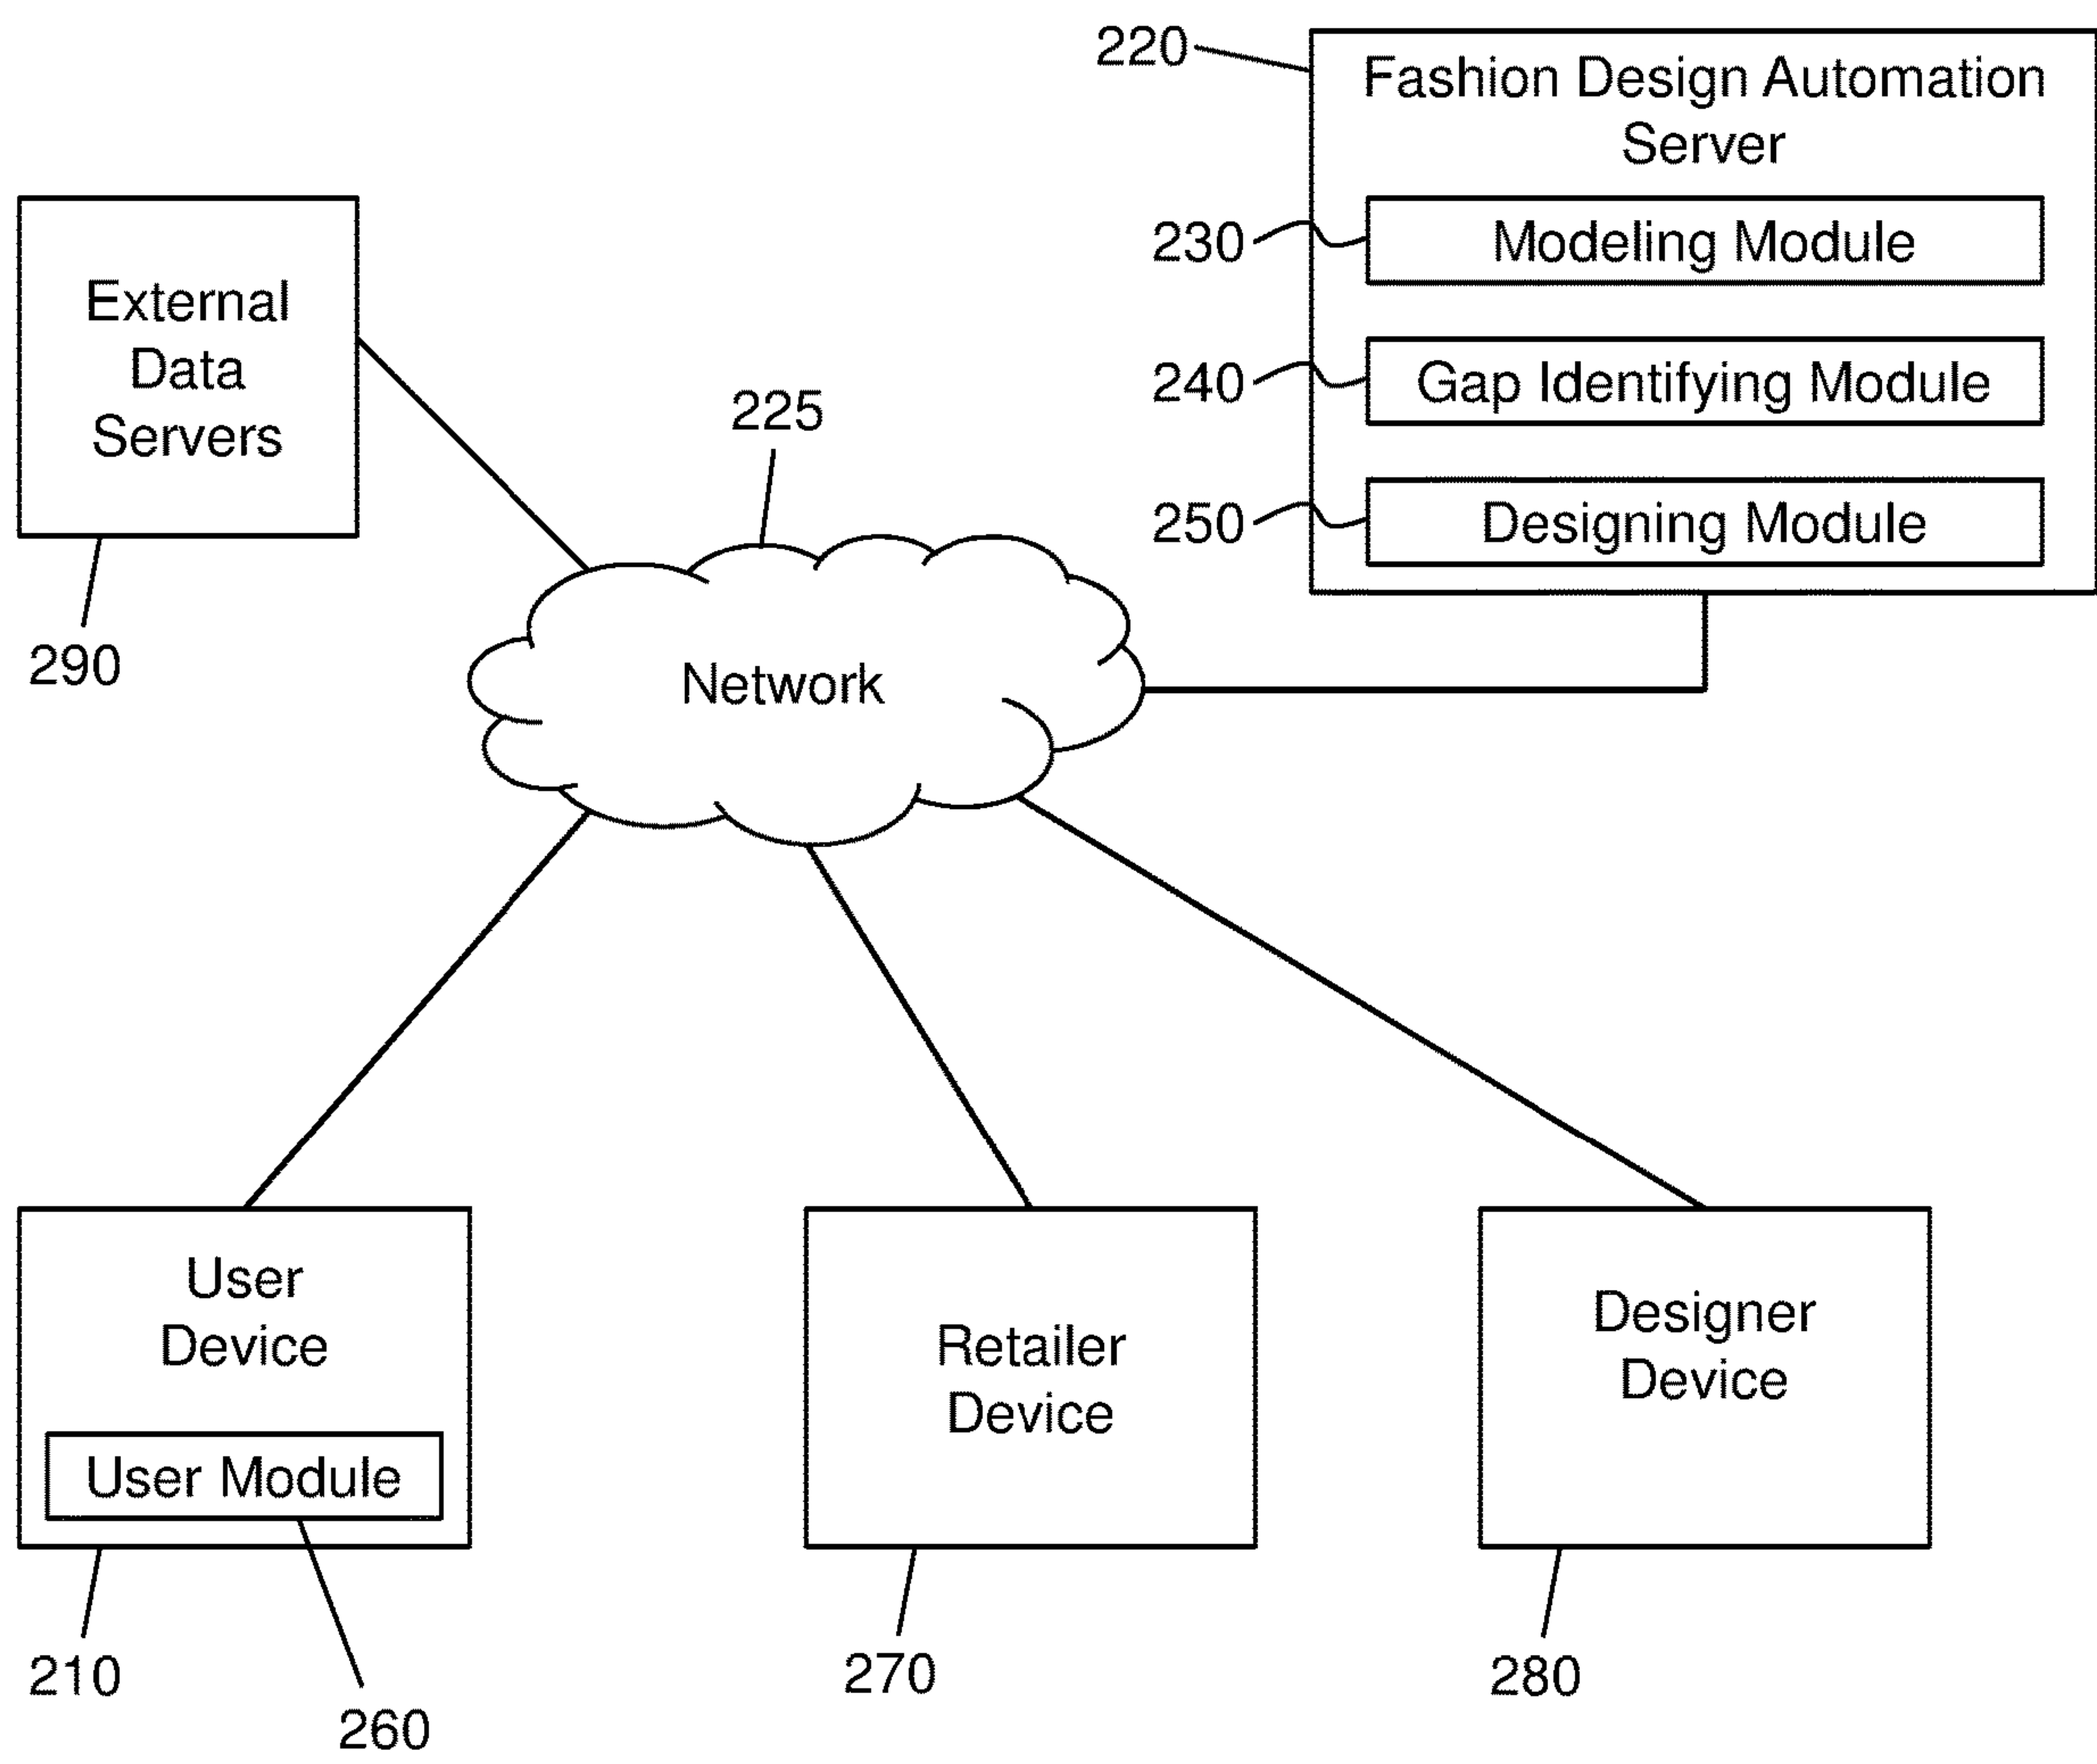 220
Fashion Design Automation
Server
230
Modeling Module
240
Gap Identifying Module
250
Designing Module
External
Data
Servers
290
225
Network
User
Device
User Module
210
260
Retailer
Device
270
Designer
Device
280